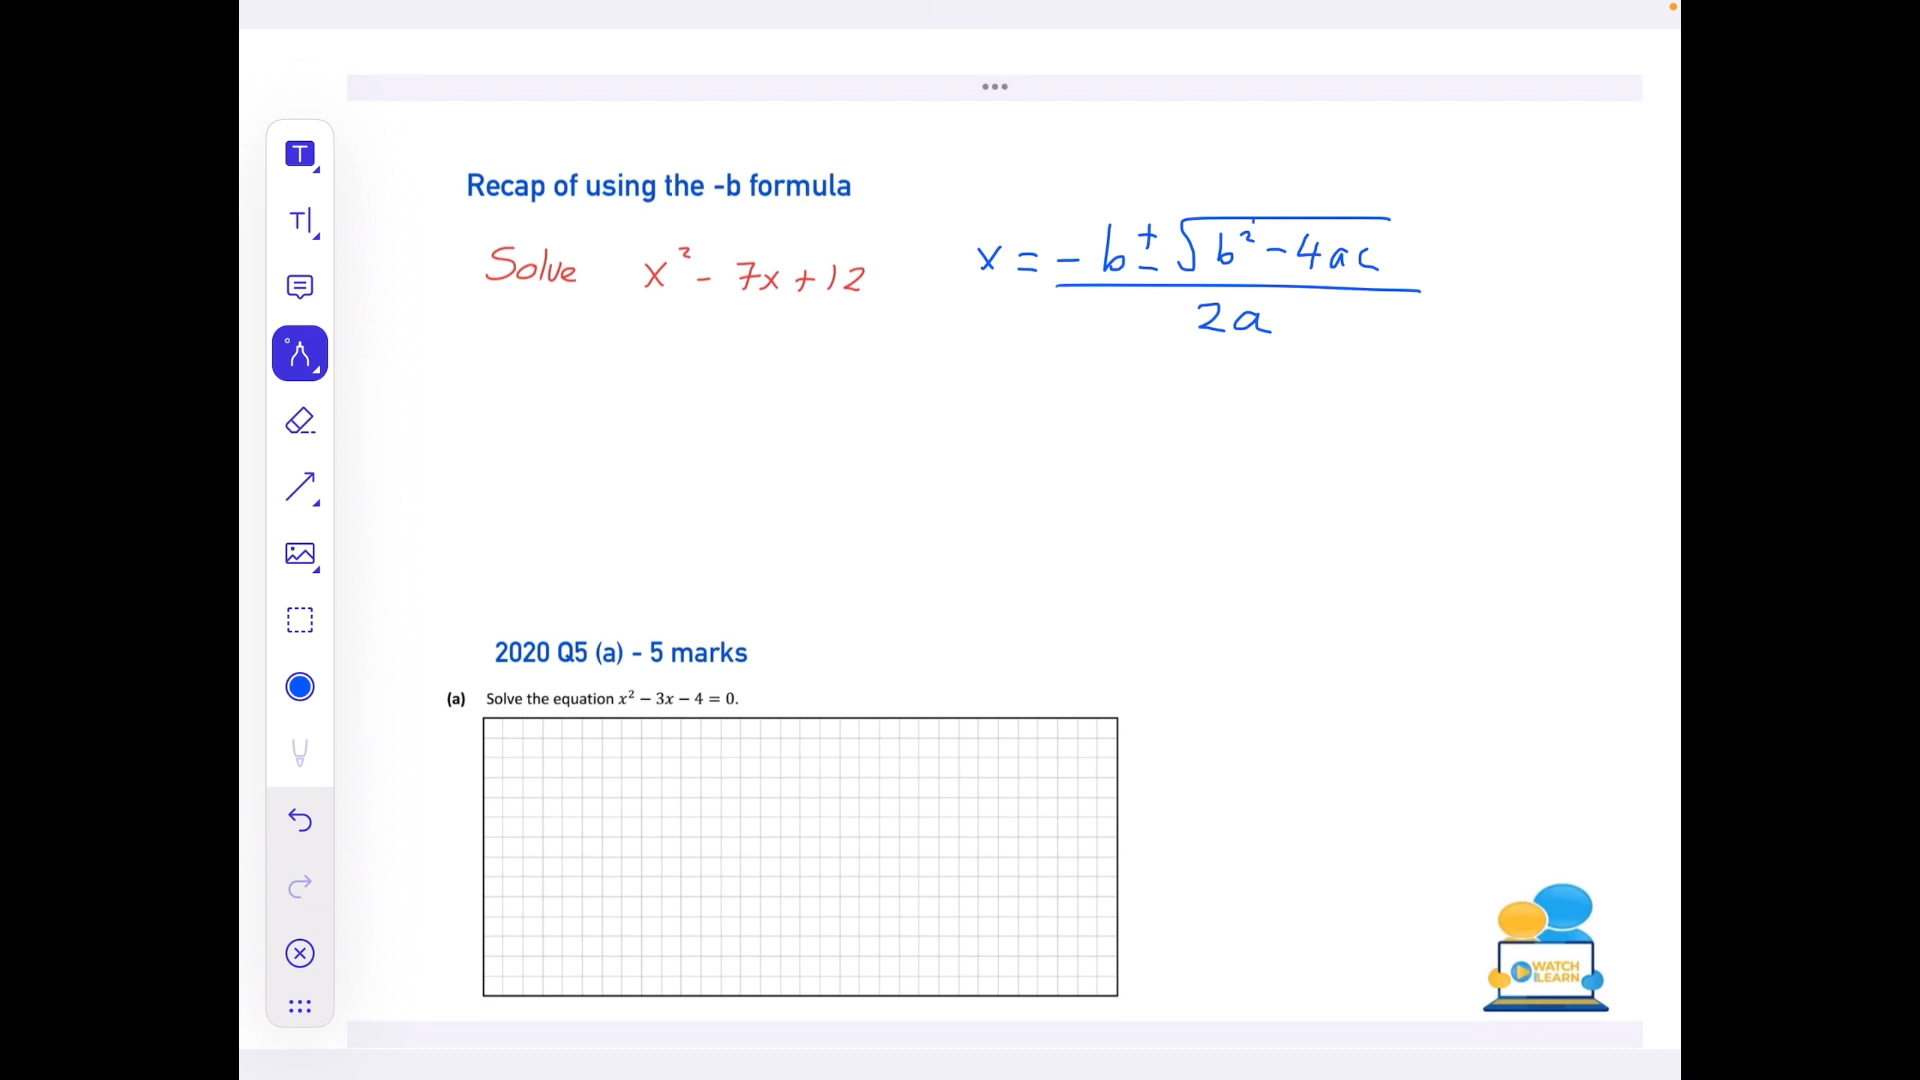 Recap of using the -b formula
Solve x² - 7x + 12
x = -b ± √(b² - 4ac) / 2a
2020 Q5 (a) - 5 marks
(a) Solve the equation x² − 3x − 4 = 0.
WATCH
LEARN